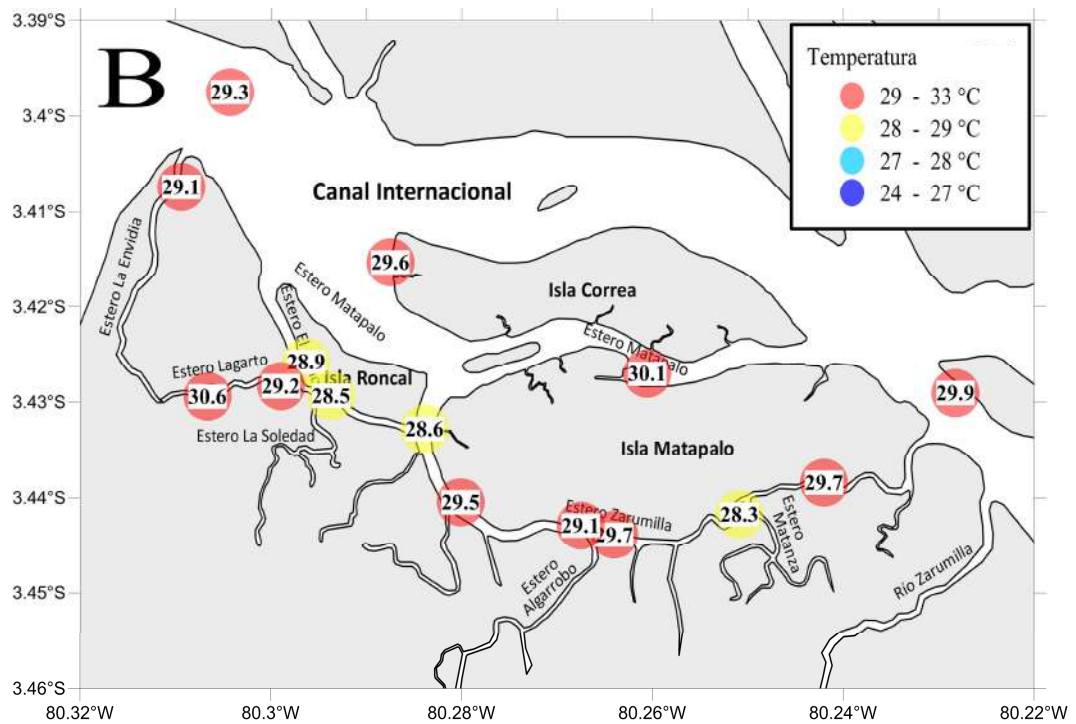 3.39°S
B
Temperatura
29 - 33 °C
28 - 29 °C
27 - 28 °C
24 - 27 °C
29.3
3.4°S
29.1
Canal Internacional
3.41°S
Estero La Envidia
29.6
Estero Matapalo
Isla Correa
3.42°S
Estero El
Estero Matapalo
28.9
Estero Lagarto
30.1
29.2
Isla Roncal
30.6
28.5
29.9
3.43°S
28.6
Estero La Soledad
Isla Matapalo
29.7
3.44°S
29.5
Estero Zarumilla
28.3
Estero
Matanza
29.1
29.7
Río Zarumilla
Estero
Algarrobo
3.45°S
3.46°S
80.32°W
80.3°W
80.28°W
80.26°W
80.24°W
80.22°W